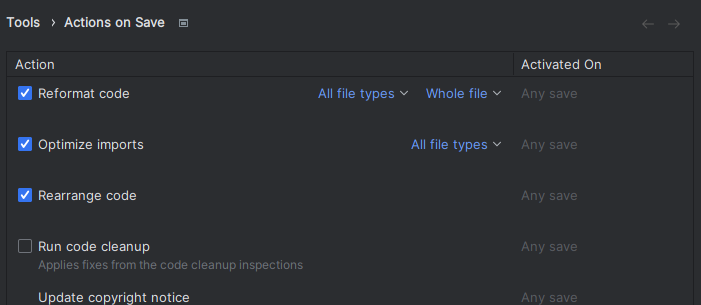 Tools › Actions on Save
Action Activated On
Reformat code All file types Whole file Any save
Optimize imports All file types Any save
Rearrange code Any save
Run code cleanup Any save
Applies fixes from the code cleanup inspections
Update copyright notice Any save